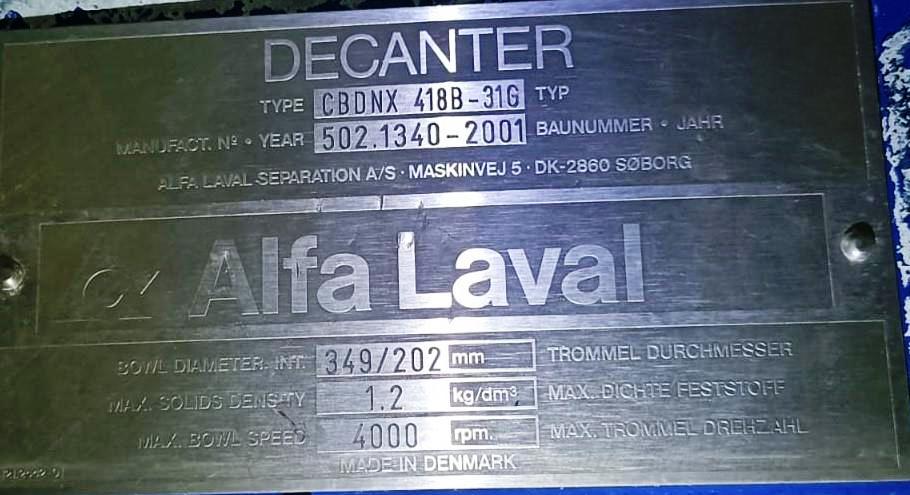 DECANTER
TYPE CBDNX 418B-31G TYP
MANUFACT. Nº • YEAR 502.1340-2001 BAUNUMMER • JAHR
ALFA LAVAL SEPARATION A/S · MASKINVEJ 5 · DK-2860 SØBORG
Alfa Laval
BOWL DIAMETER. INT. 349/202 mm TROMMEL DURCHMESSER
MAX. SOLIDS DENSITY 1.2 kg/dm³ MAX. DICHTE FESTSTOFF
MAX. BOWL SPEED 4000 rpm. MAX. TROMMEL DREHZAHL
MADE IN DENMARK